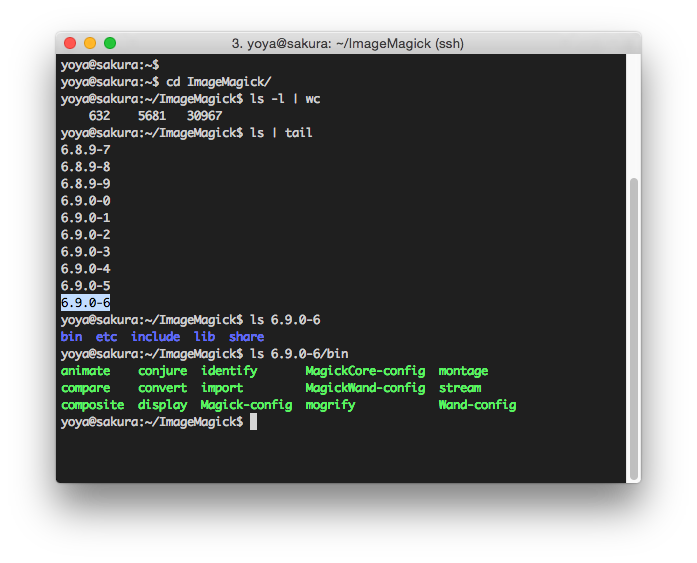 3. yoya@sakura: ~/ImageMagick (ssh)
yoya@sakura:~$
yoya@sakura:~$ cd ImageMagick/
yoya@sakura:~/ImageMagick$ ls -l | wc
    632    5681   30967
yoya@sakura:~/ImageMagick$ ls | tail
6.8.9-7
6.8.9-8
6.8.9-9
6.9.0-0
6.9.0-1
6.9.0-2
6.9.0-3
6.9.0-4
6.9.0-5
6.9.0-6
yoya@sakura:~/ImageMagick$ ls 6.9.0-6
bin  etc  include  lib  share
yoya@sakura:~/ImageMagick$ ls 6.9.0-6/bin
animate    conjure  identify       MagickCore-config  montage
compare    convert  import         MagickWand-config  stream
composite  display  Magick-config  mogrify            Wand-config
yoya@sakura:~/ImageMagick$